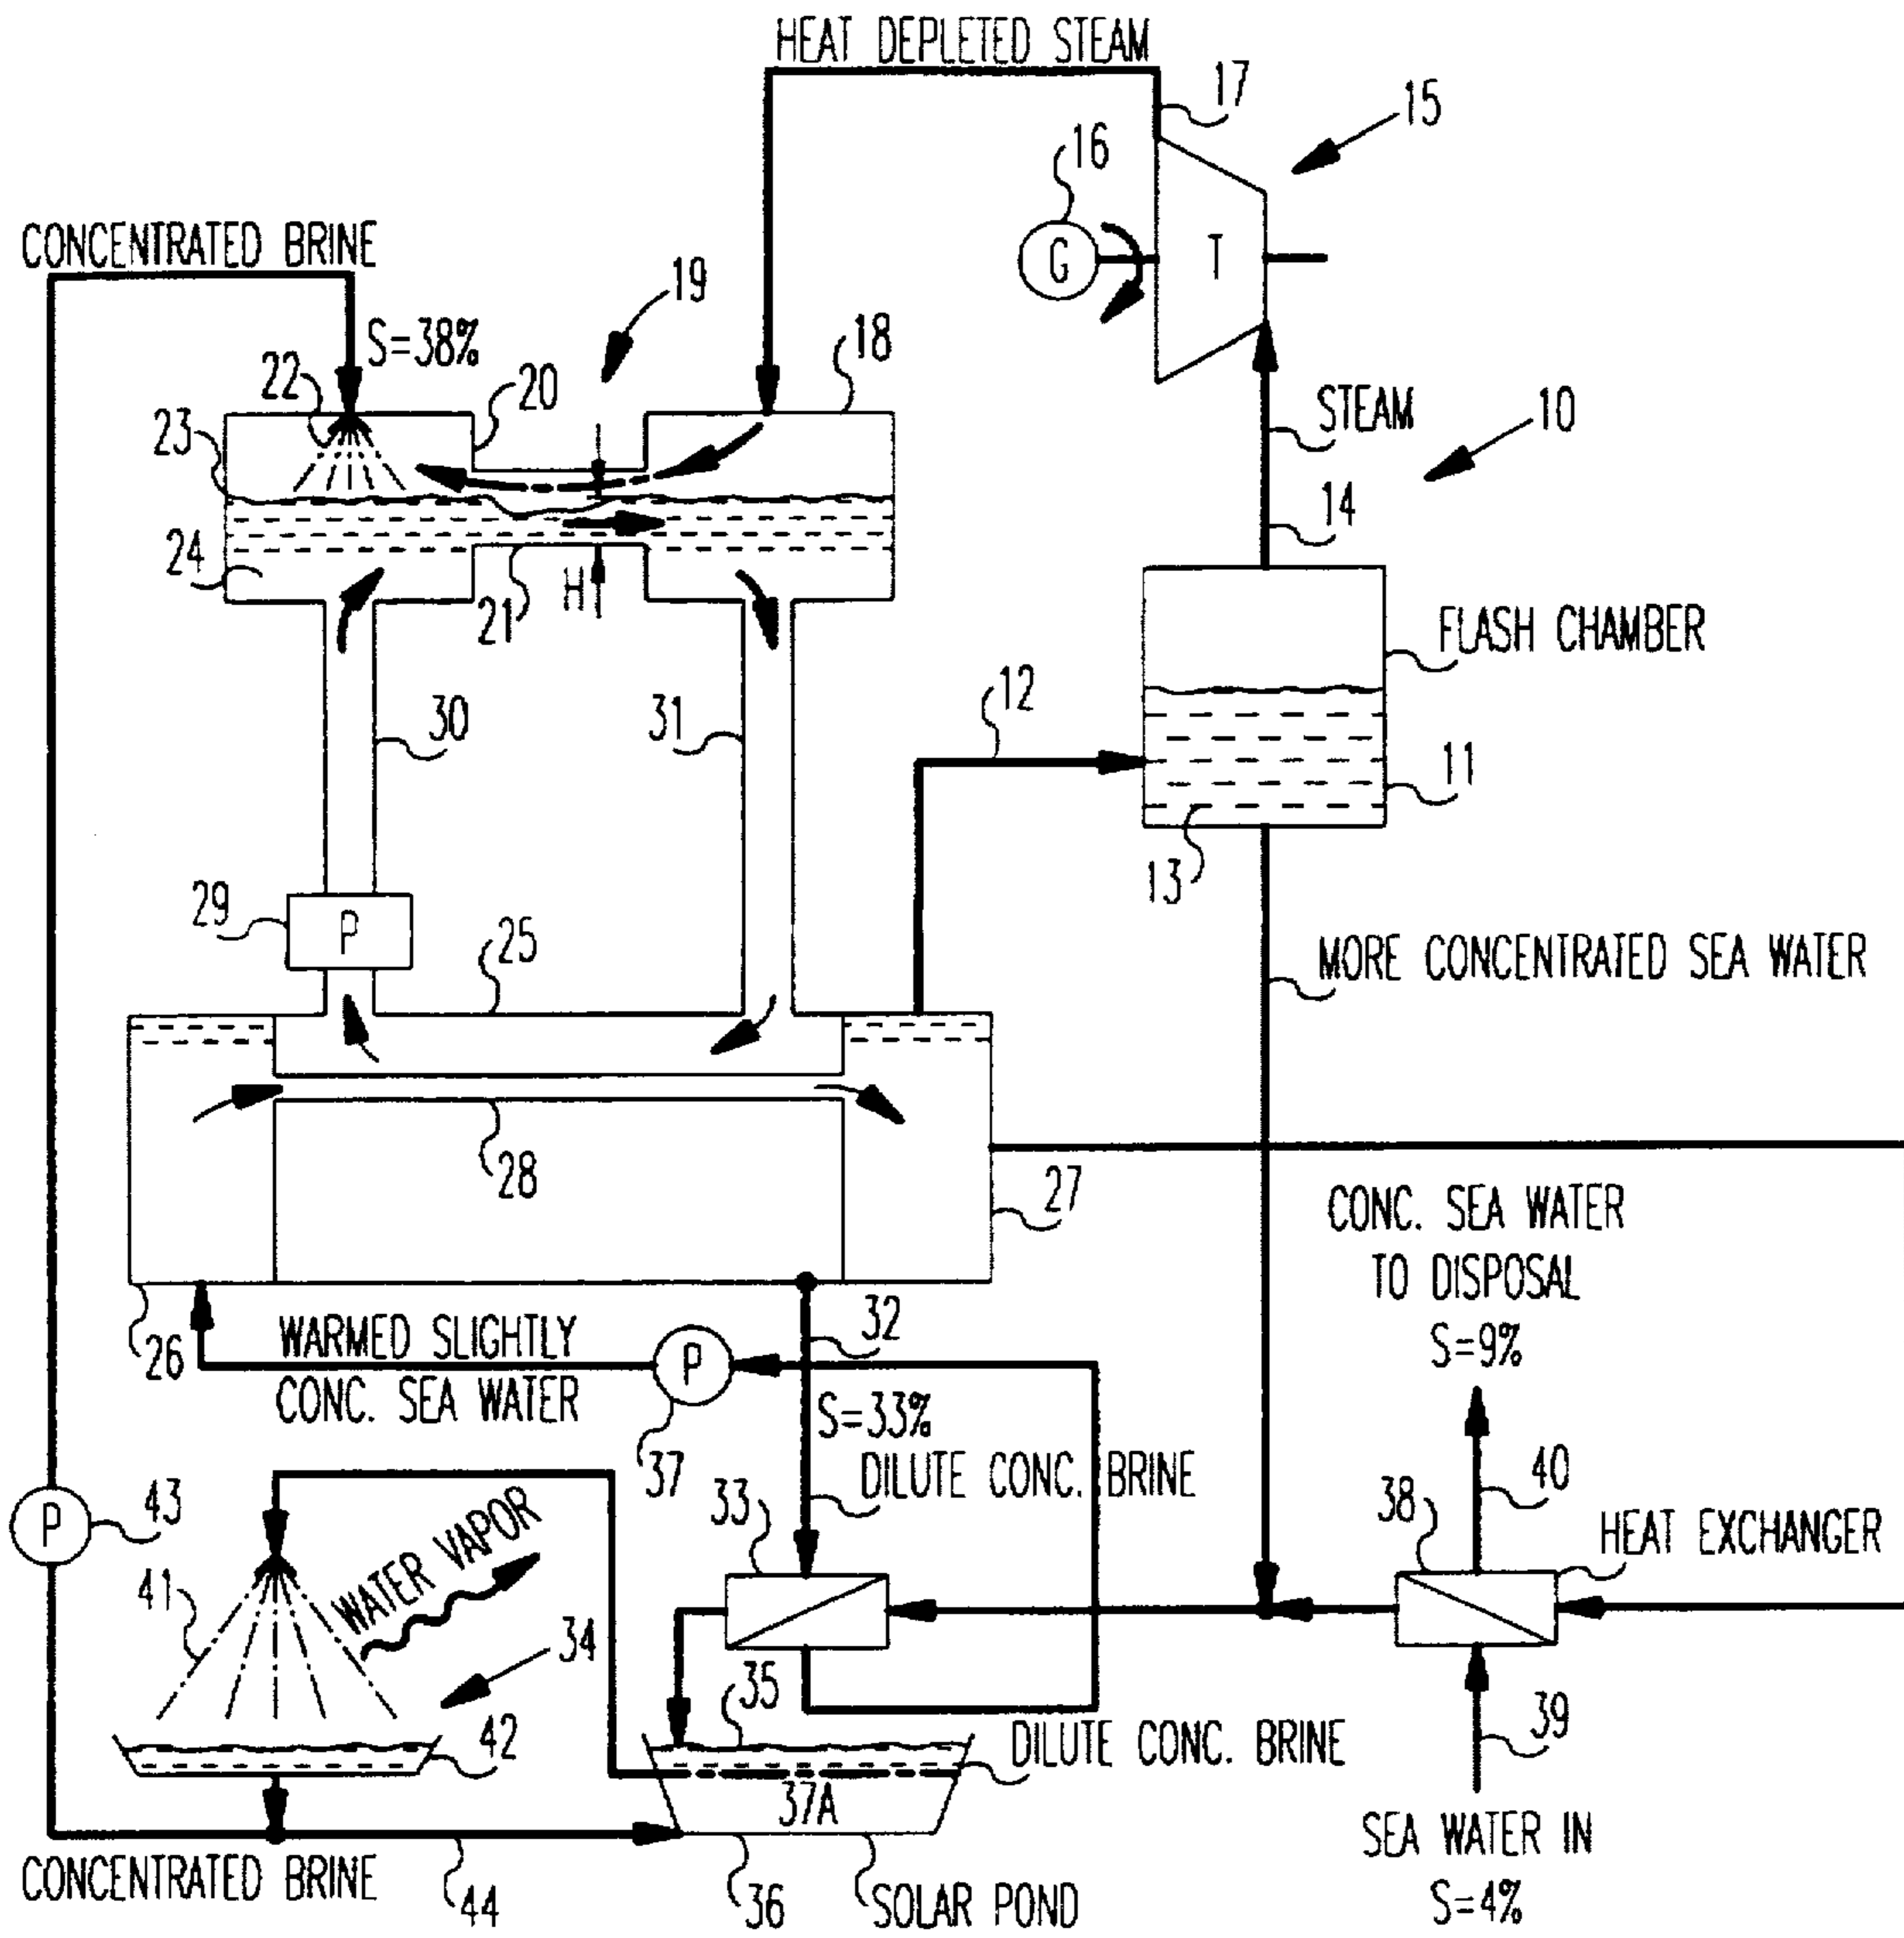 HEAT DEPLETED STEAM
17
15
16
G
T
CONCENTRATED BRINE
19
S=38%
18
22
20
23
STEAM
10
24
14
21
H
FLASH CHAMBER
12
30
31
11
13
29
P
25
MORE CONCENTRATED SEA WATER
28
27
CONC. SEA WATER
TO DISPOSAL
S=9%
32
26
WARMED SLIGHTLY
CONC. SEA WATER
P
37
S=33%
DILUTE CONC. BRINE
40
P
43
33
38
HEAT EXCHANGER
41
WATER VAPOR
34
35
39
42
DILUTE CONC. BRINE
37A
SEA WATER IN
S=4%
CONCENTRATED BRINE
44
36
SOLAR POND